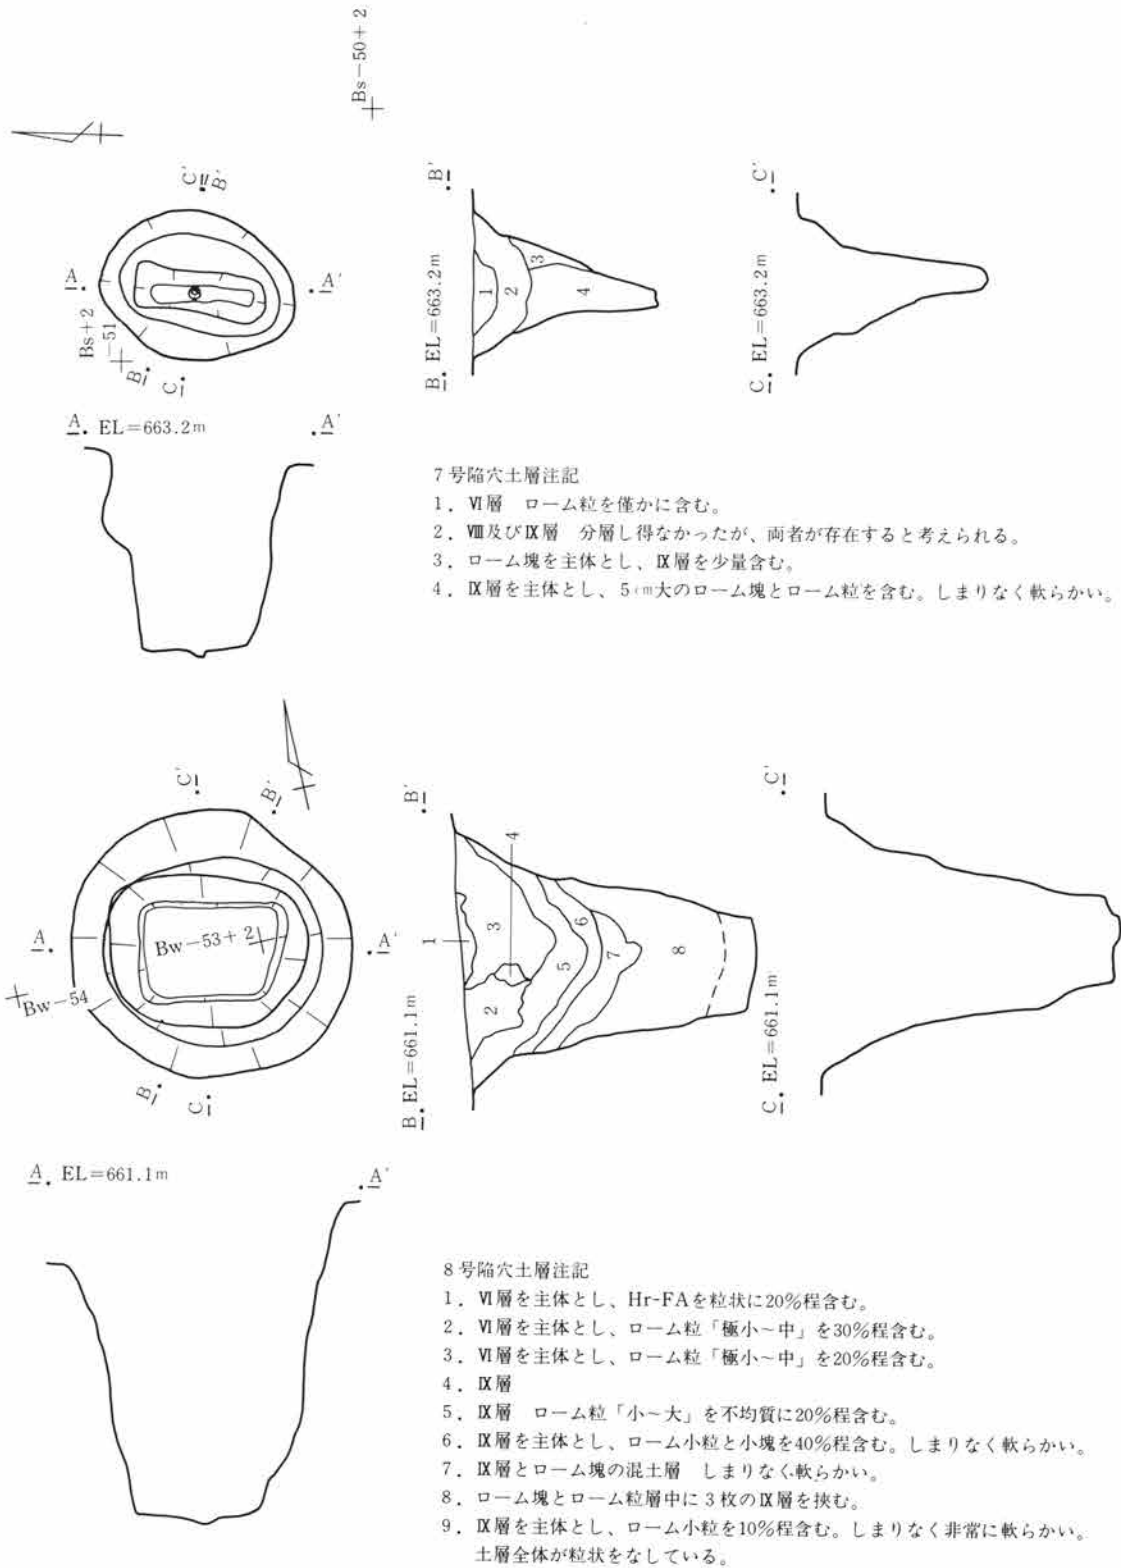 Bs−50+2
C' B'
A A'
Bs+2
−51
B C
B' B EL=663.2m
1 2 3 4
C' C EL=663.2m
A EL=663.2m A'
7号陥穴土層注記
1．Ⅵ層　ローム粒を僅かに含む。
2．Ⅷ及びⅨ層　分層し得なかったが、両者が存在すると考えられる。
3．ローム塊を主体とし、Ⅸ層を少量含む。
4．Ⅸ層を主体とし、5cm大のローム塊とローム粒を含む。しまりなく軟らかい。
C' B'
A A'
Bw−53+2
Bw−54
B C
B' B EL=661.1m
1 2 3 4 5 6 7 8
C' C EL=661.1m
A EL=661.1m A'
8号陥穴土層注記
1．Ⅵ層を主体とし、Hr-FAを粒状に20％程含む。
2．Ⅵ層を主体とし、ローム粒「極小～中」を30％程含む。
3．Ⅵ層を主体とし、ローム粒「極小～中」を20％程含む。
4．Ⅸ層
5．Ⅸ層　ローム粒「小～大」を不均質に20％程含む。
6．Ⅸ層を主体とし、ローム小粒と小塊を40％程含む。しまりなく軟らかい。
7．Ⅸ層とローム塊の混土層　しまりなく軟らかい。
8．ローム塊とローム粒層中に3枚のⅨ層を挟む。
9．Ⅸ層を主体とし、ローム小粒を10％程含む。しまりなく非常に軟らかい。
土層全体が粒状をなしている。